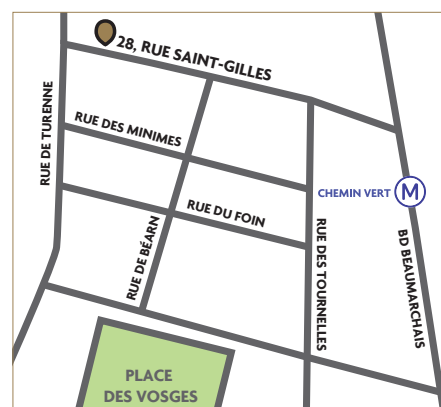 28, RUE SAINT-GILLES
RUE DE TURENNE
RUE DES MINIMES
CHEMIN VERT
M
RUE DU FOIN
RUE DE BÉARN
RUE DES TOURNELLES
BD BEAUMARCHAIS
PLACE
DES VOSGES